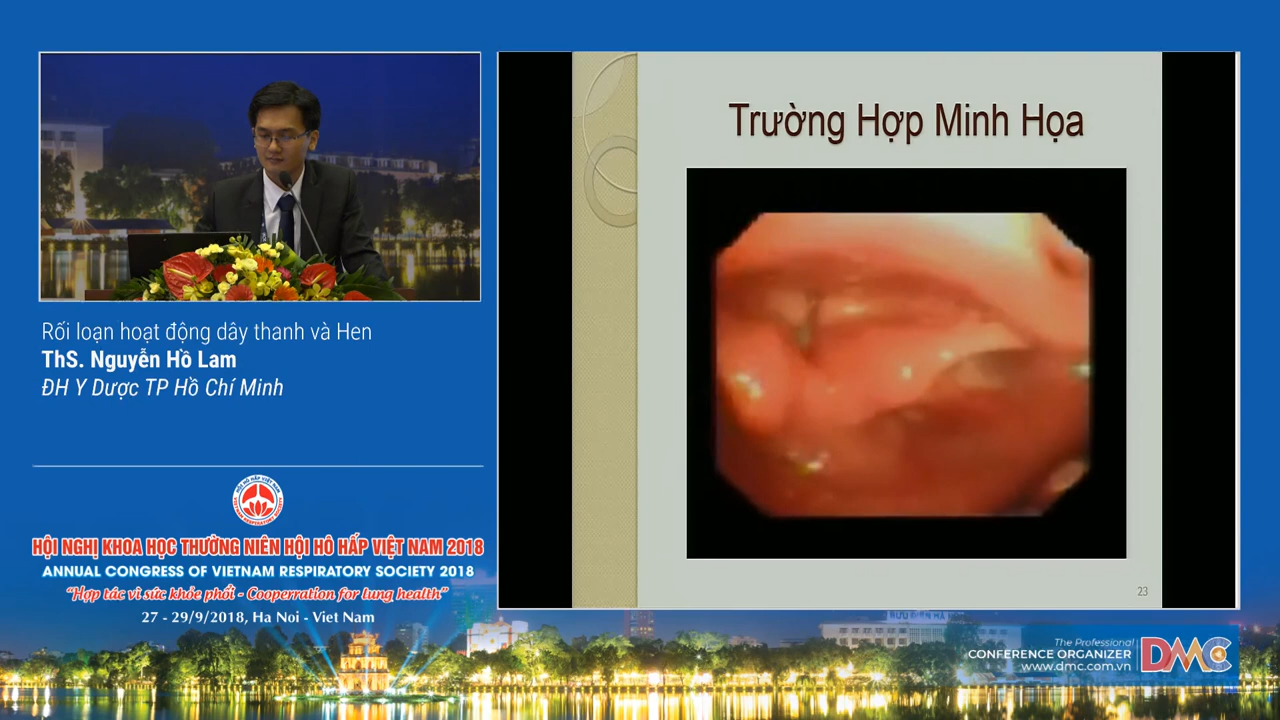 Trường Hợp Minh Họa
23
Rối loạn hoạt động dây thanh và Hen
ThS. Nguyễn Hồ Lam
ĐH Y Dược TP Hồ Chí Minh
HỘI NGHỊ KHOA HỌC THƯỜNG NIÊN HỘI HÔ HẤP VIỆT NAM 2018
ANNUAL CONGRESS OF VIETNAM RESPIRATORY SOCIETY 2018
"Hợp tác vì sức khỏe phổi - Cooperration for lung health"
27 - 29/9/2018, Ha Noi - Viet Nam
The Professional
CONFERENCE ORGANIZER
www.dmc.com.vn
DMC